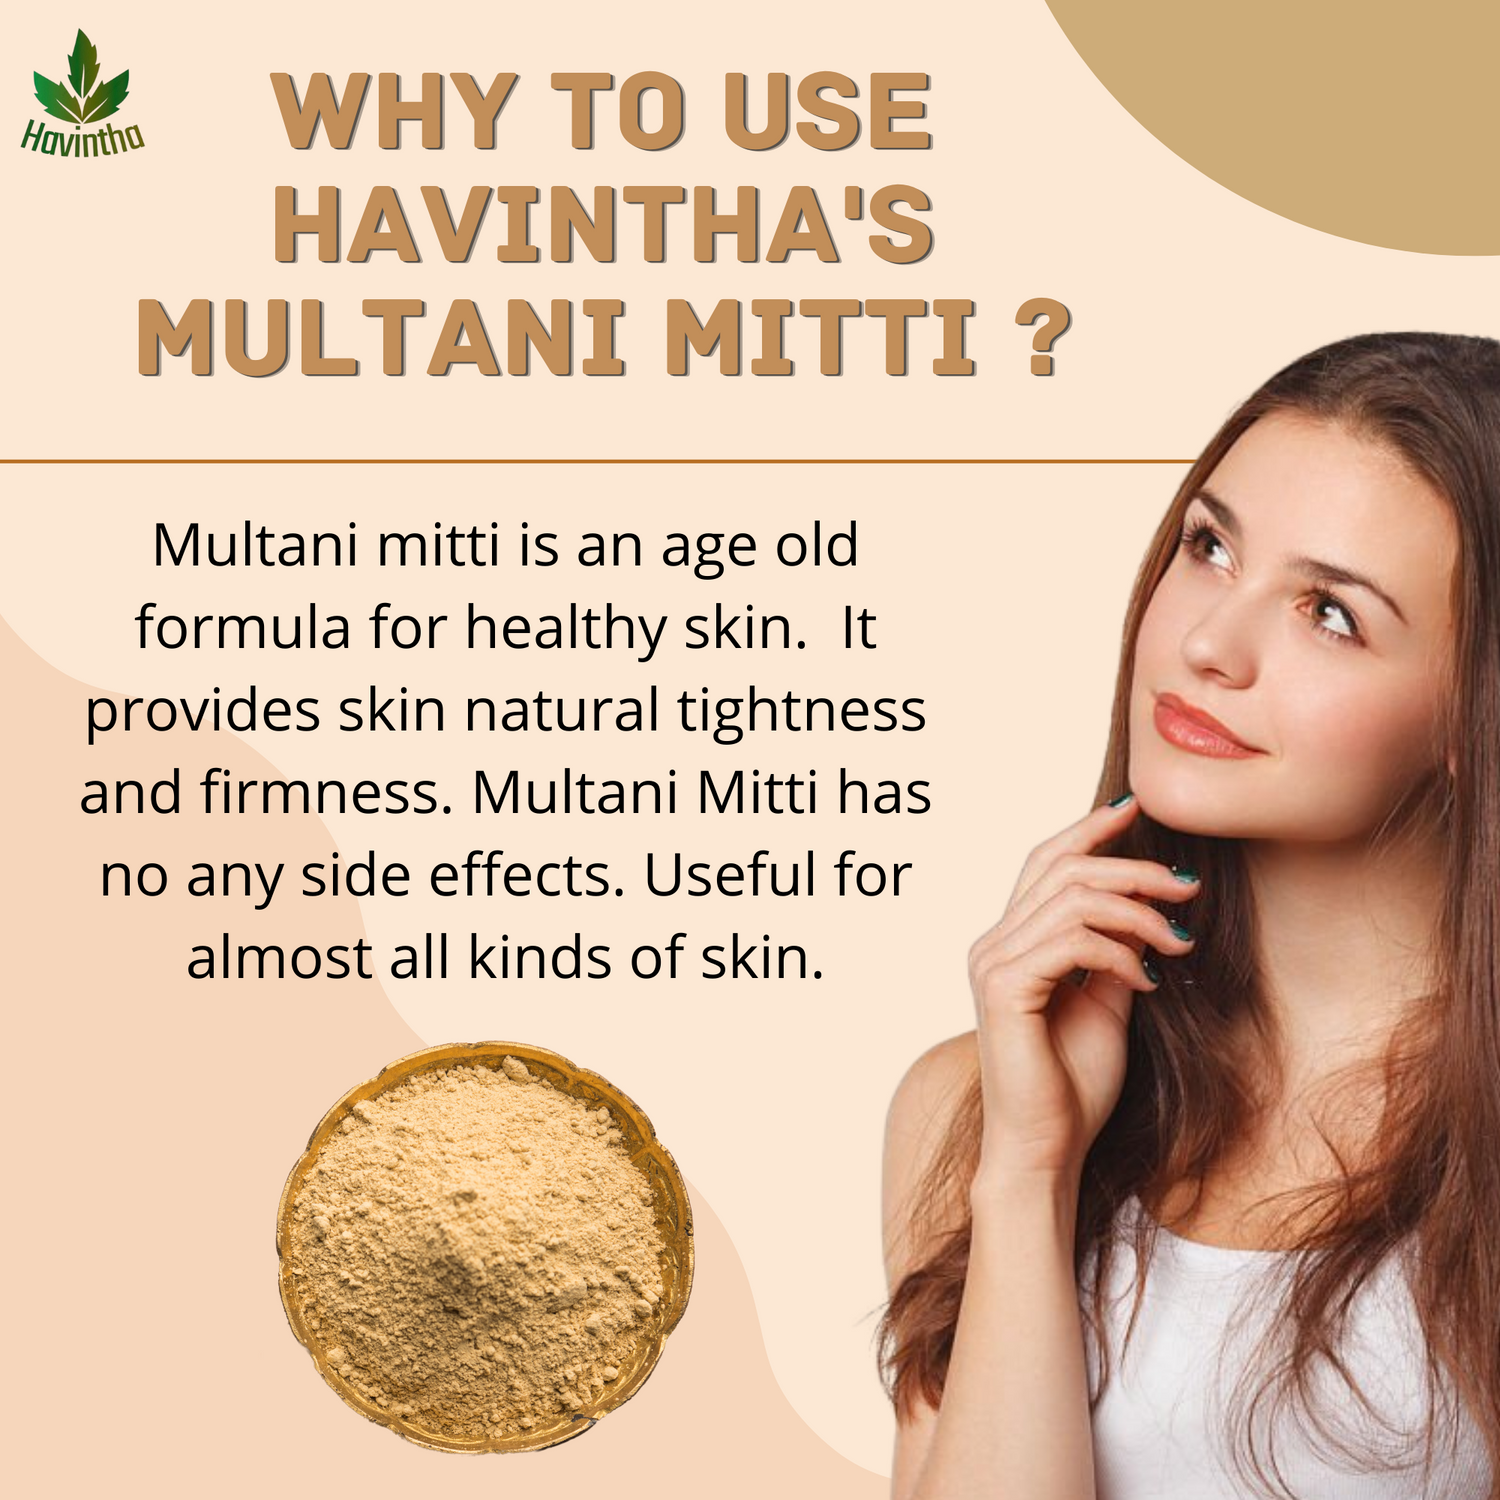 Havintha
WHY TO USE
HAVINTHA'S
MULTANI MITTI ?
Multani mitti is an age old
formula for healthy skin.  It
provides skin natural tightness
and firmness. Multani Mitti has
no any side effects. Useful for
almost all kinds of skin.